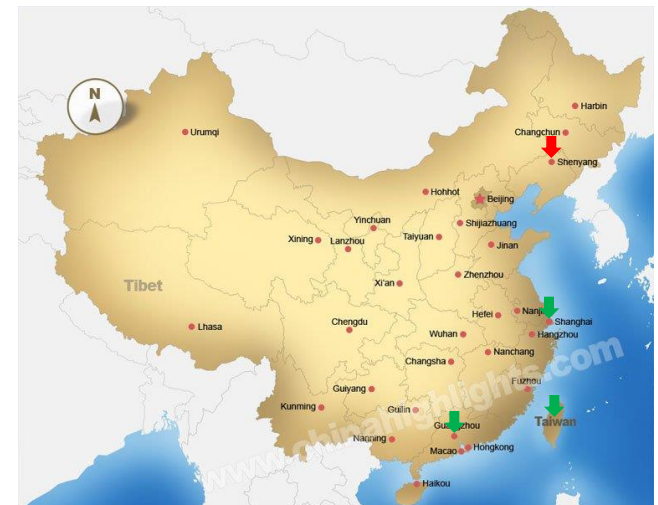 N
Harbin
Urumqi
Changchun
Shenyang
Hohhot
Beijing
Yinchuan
Shijiazhuang
Xining
Lanzhou
Taiyuan
Jinan
Zhenzhou
Xi'an
Tibet
Nanj
Hefei
Shanghai
Lhasa
Chengdu
Wuhan
Hangzhou
Nanchang
Changsha
Fuzhou
Guiyang
Kunming
Guilin
Taiwan
Guangzhou
Nanning
Macao
Hongkong
Haikou
www.chinahighlights.com